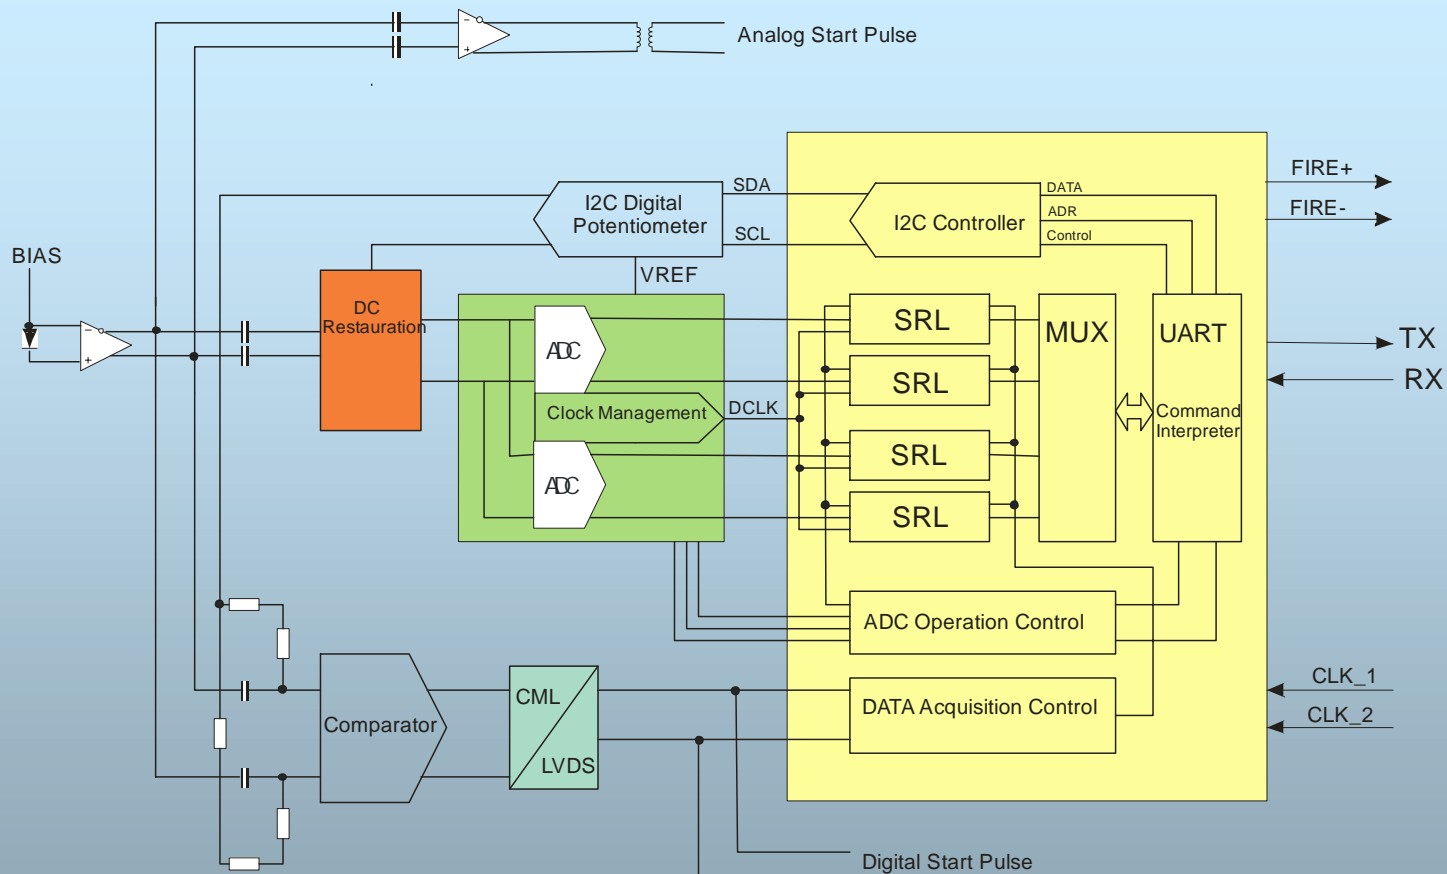 Analog Start Pulse
FIRE+
FIRE-
SDA
SCL
I2C Digital
Potentiometer
I2C Controller
DATA
ADR
Control
BIAS
VREF
DC
Restauration
ADC
Clock Management
DCLK
ADC
SRL
SRL
SRL
SRL
MUX
UART
Command
Interpreter
TX
RX
ADC Operation Control
DATA Acquisition Control
CLK_1
CLK_2
Comparator
CML
LVDS
Digital Start Pulse
-
+
-
+